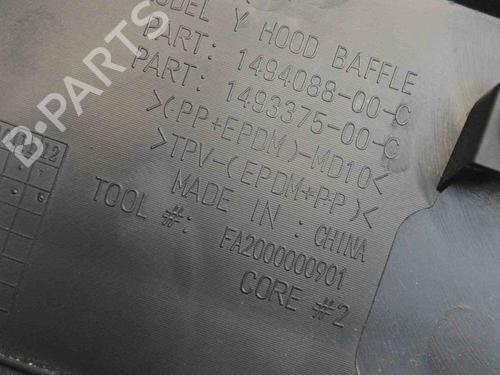 MODEL Y HOOD BAFFLE
PART: 1494088-00-C
PART: 1493375-00-C
>(PP+EPDM)-MD10<
>TPV-(EPDM+PP)<
MADE IN: CHINA
TOOL #: FA2000000901
CORE #2
B-PARTS